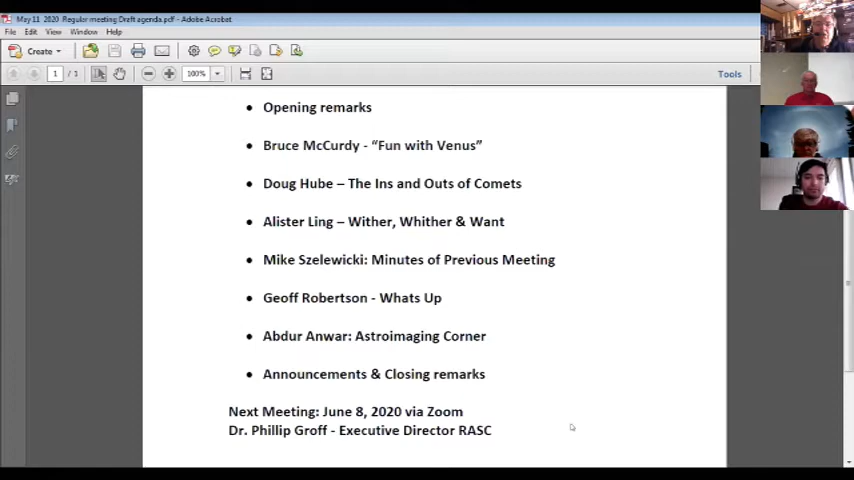 May 11 2020 Regular meeting Draft agenda.pdf - Adobe Acrobat
File Edit View Window Help
Create
1 / 1
100%
Tools
• Opening remarks
• Bruce McCurdy - “Fun with Venus”
• Doug Hube – The Ins and Outs of Comets
• Alister Ling – Wither, Whither & Want
• Mike Szelewicki: Minutes of Previous Meeting
• Geoff Robertson - Whats Up
• Abdur Anwar: Astroimaging Corner
• Announcements & Closing remarks
Next Meeting: June 8, 2020 via Zoom
Dr. Phillip Groff - Executive Director RASC